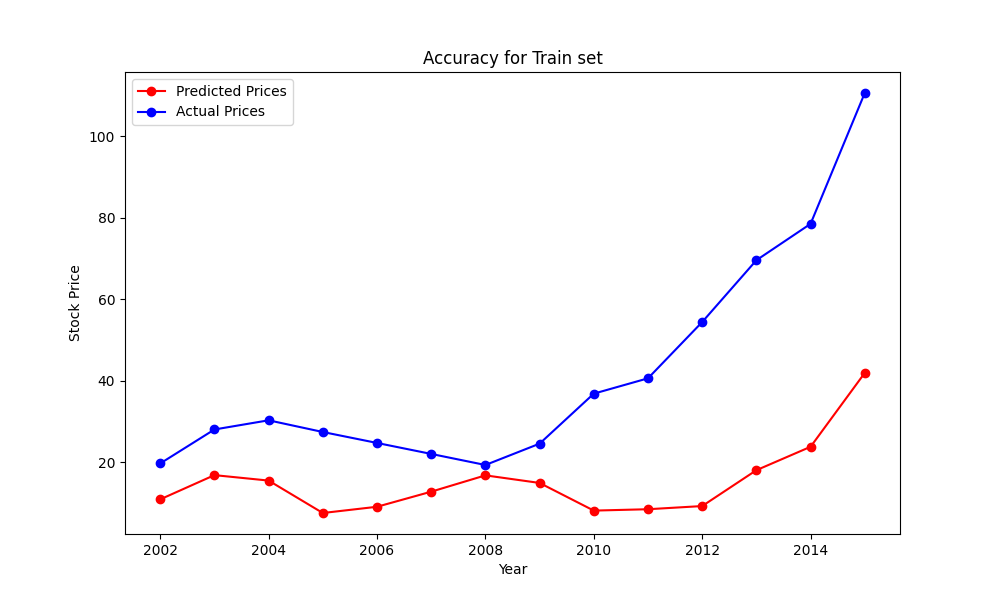 Accuracy for Train set
Predicted Prices
Actual Prices
100
80
60
40
20
Stock Price
2002 2004 2006 2008 2010 2012 2014
Year